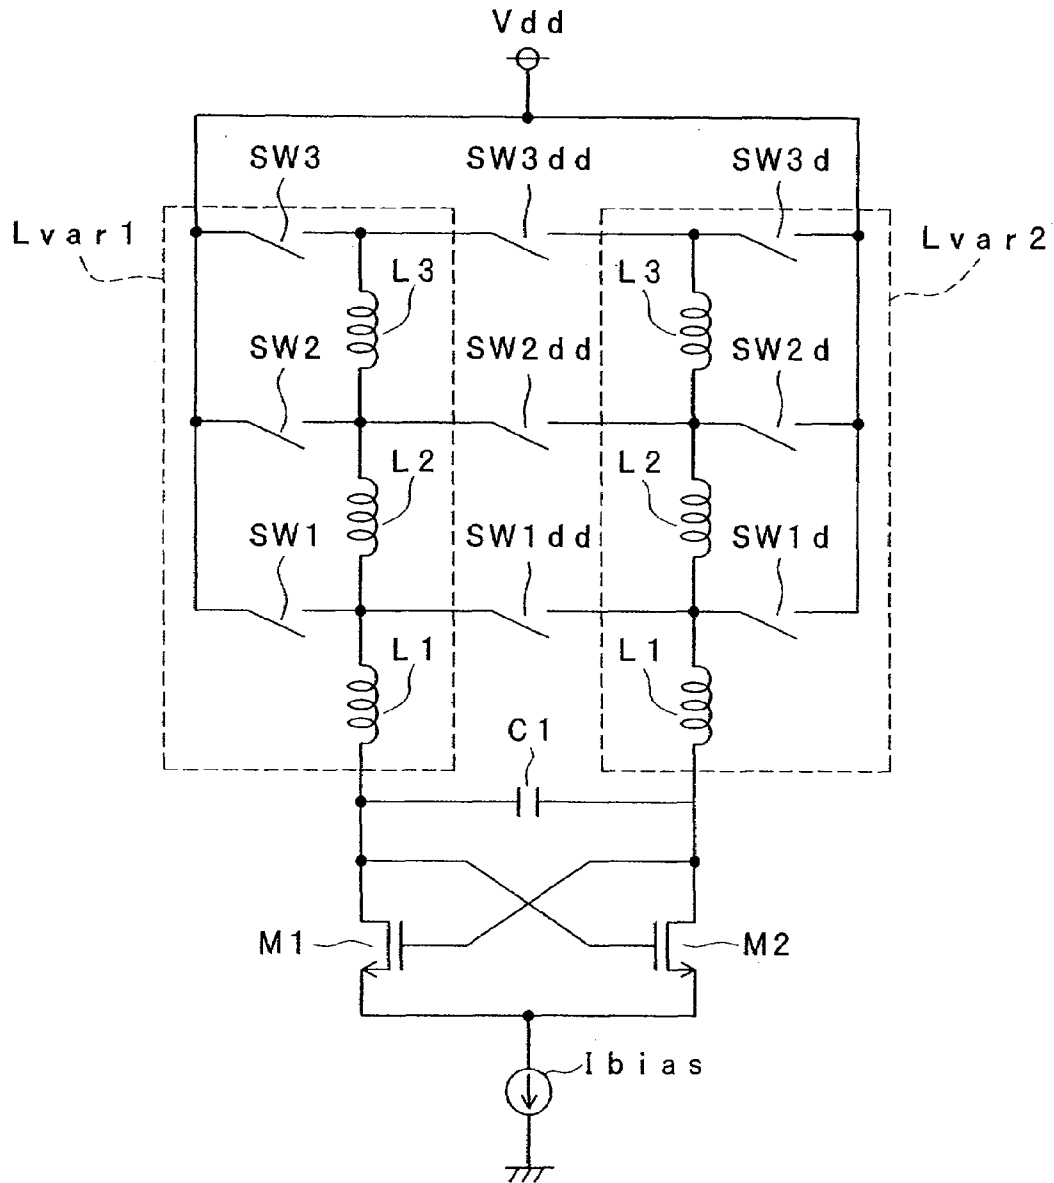 Vdd
SW3 SW3dd SW3d
Lvar1 Lvar2
L3 L3
SW2 SW2dd SW2d
L2 L2
SW1 SW1dd SW1d
L1 L1
C1
M1 M2
Ibias